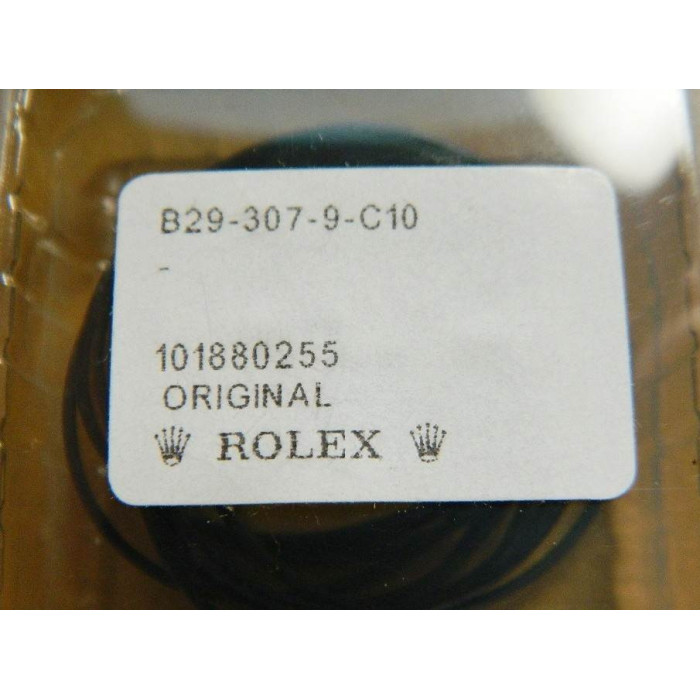 B29-307-9-C10
-
101880255
ORIGINAL
ROLEX